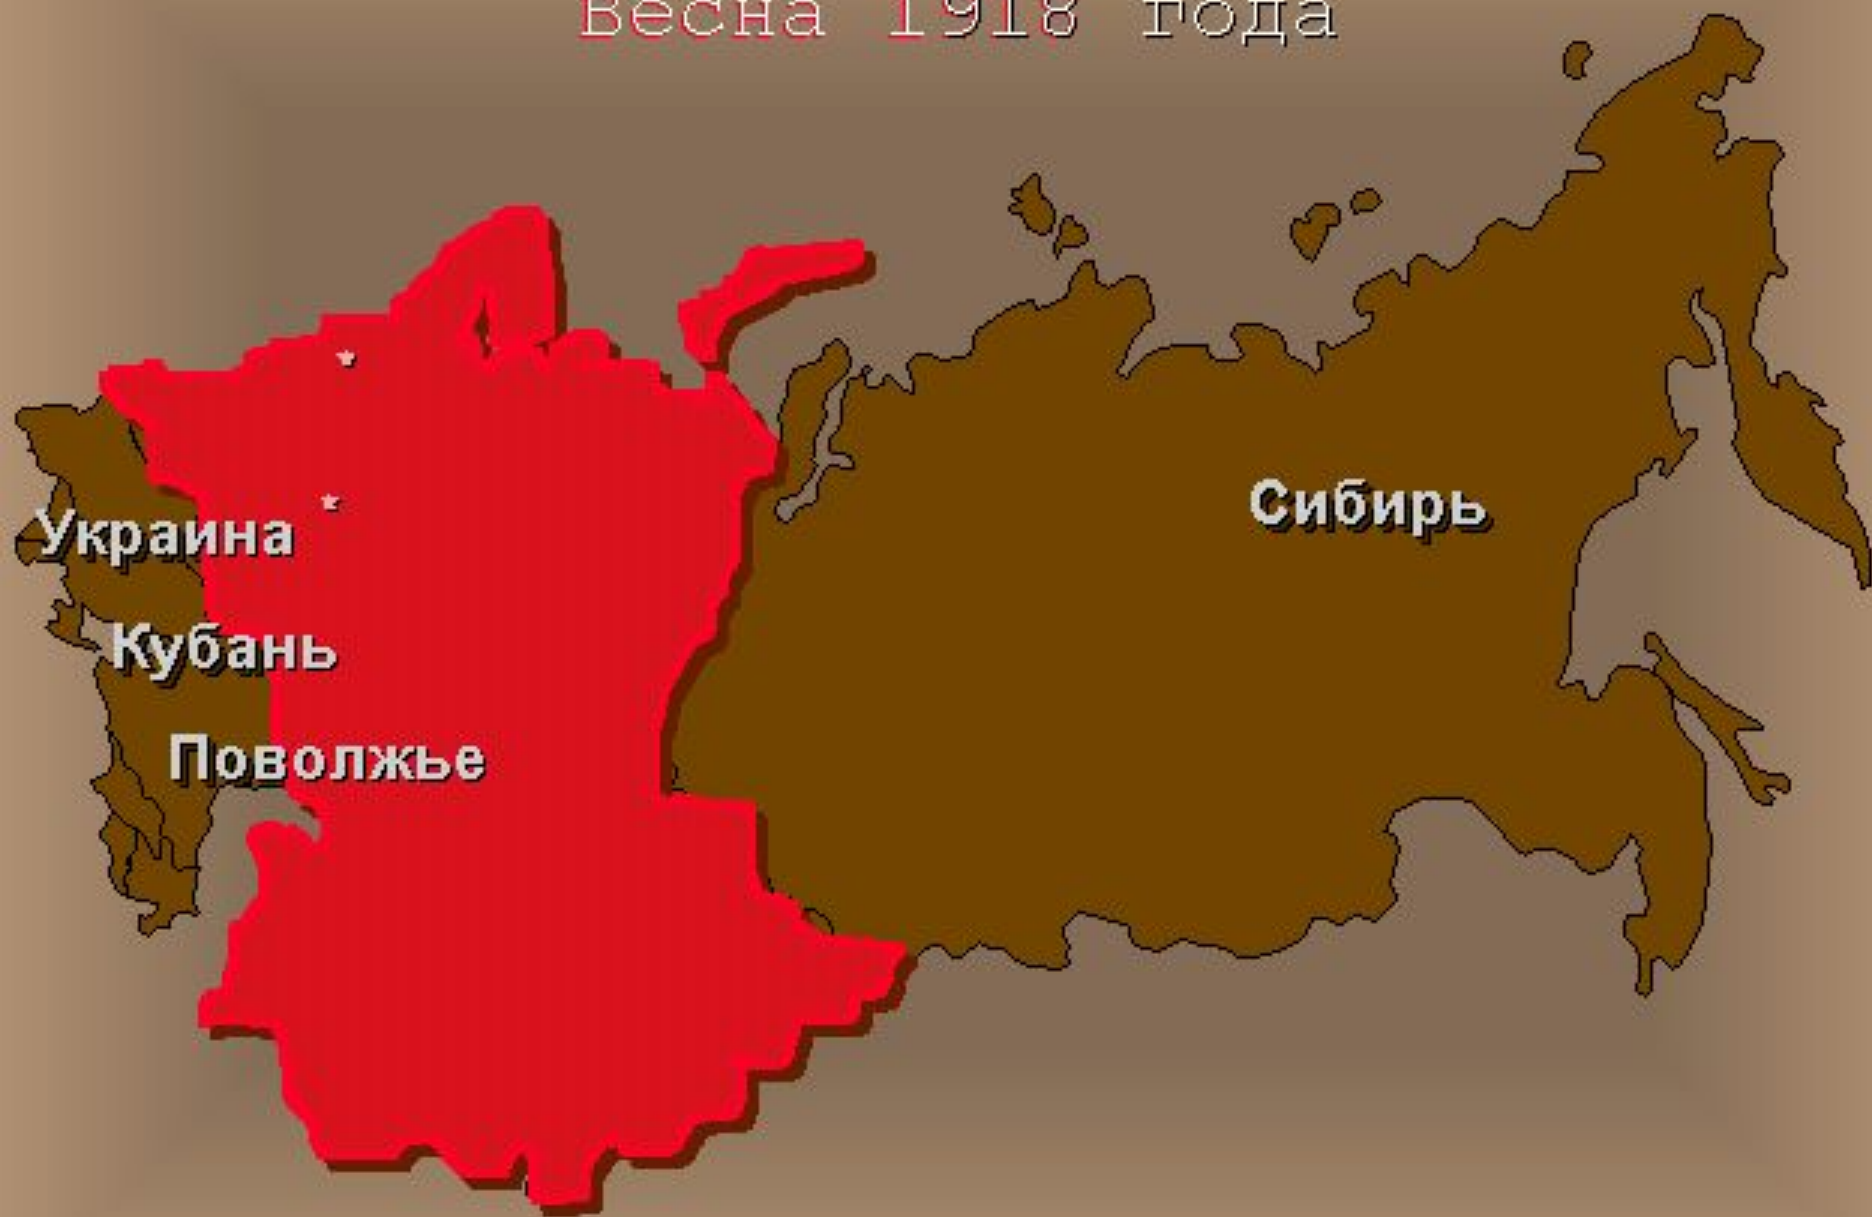 Весна 1918 года
Сибирь
Украина
Кубань
Поволжье